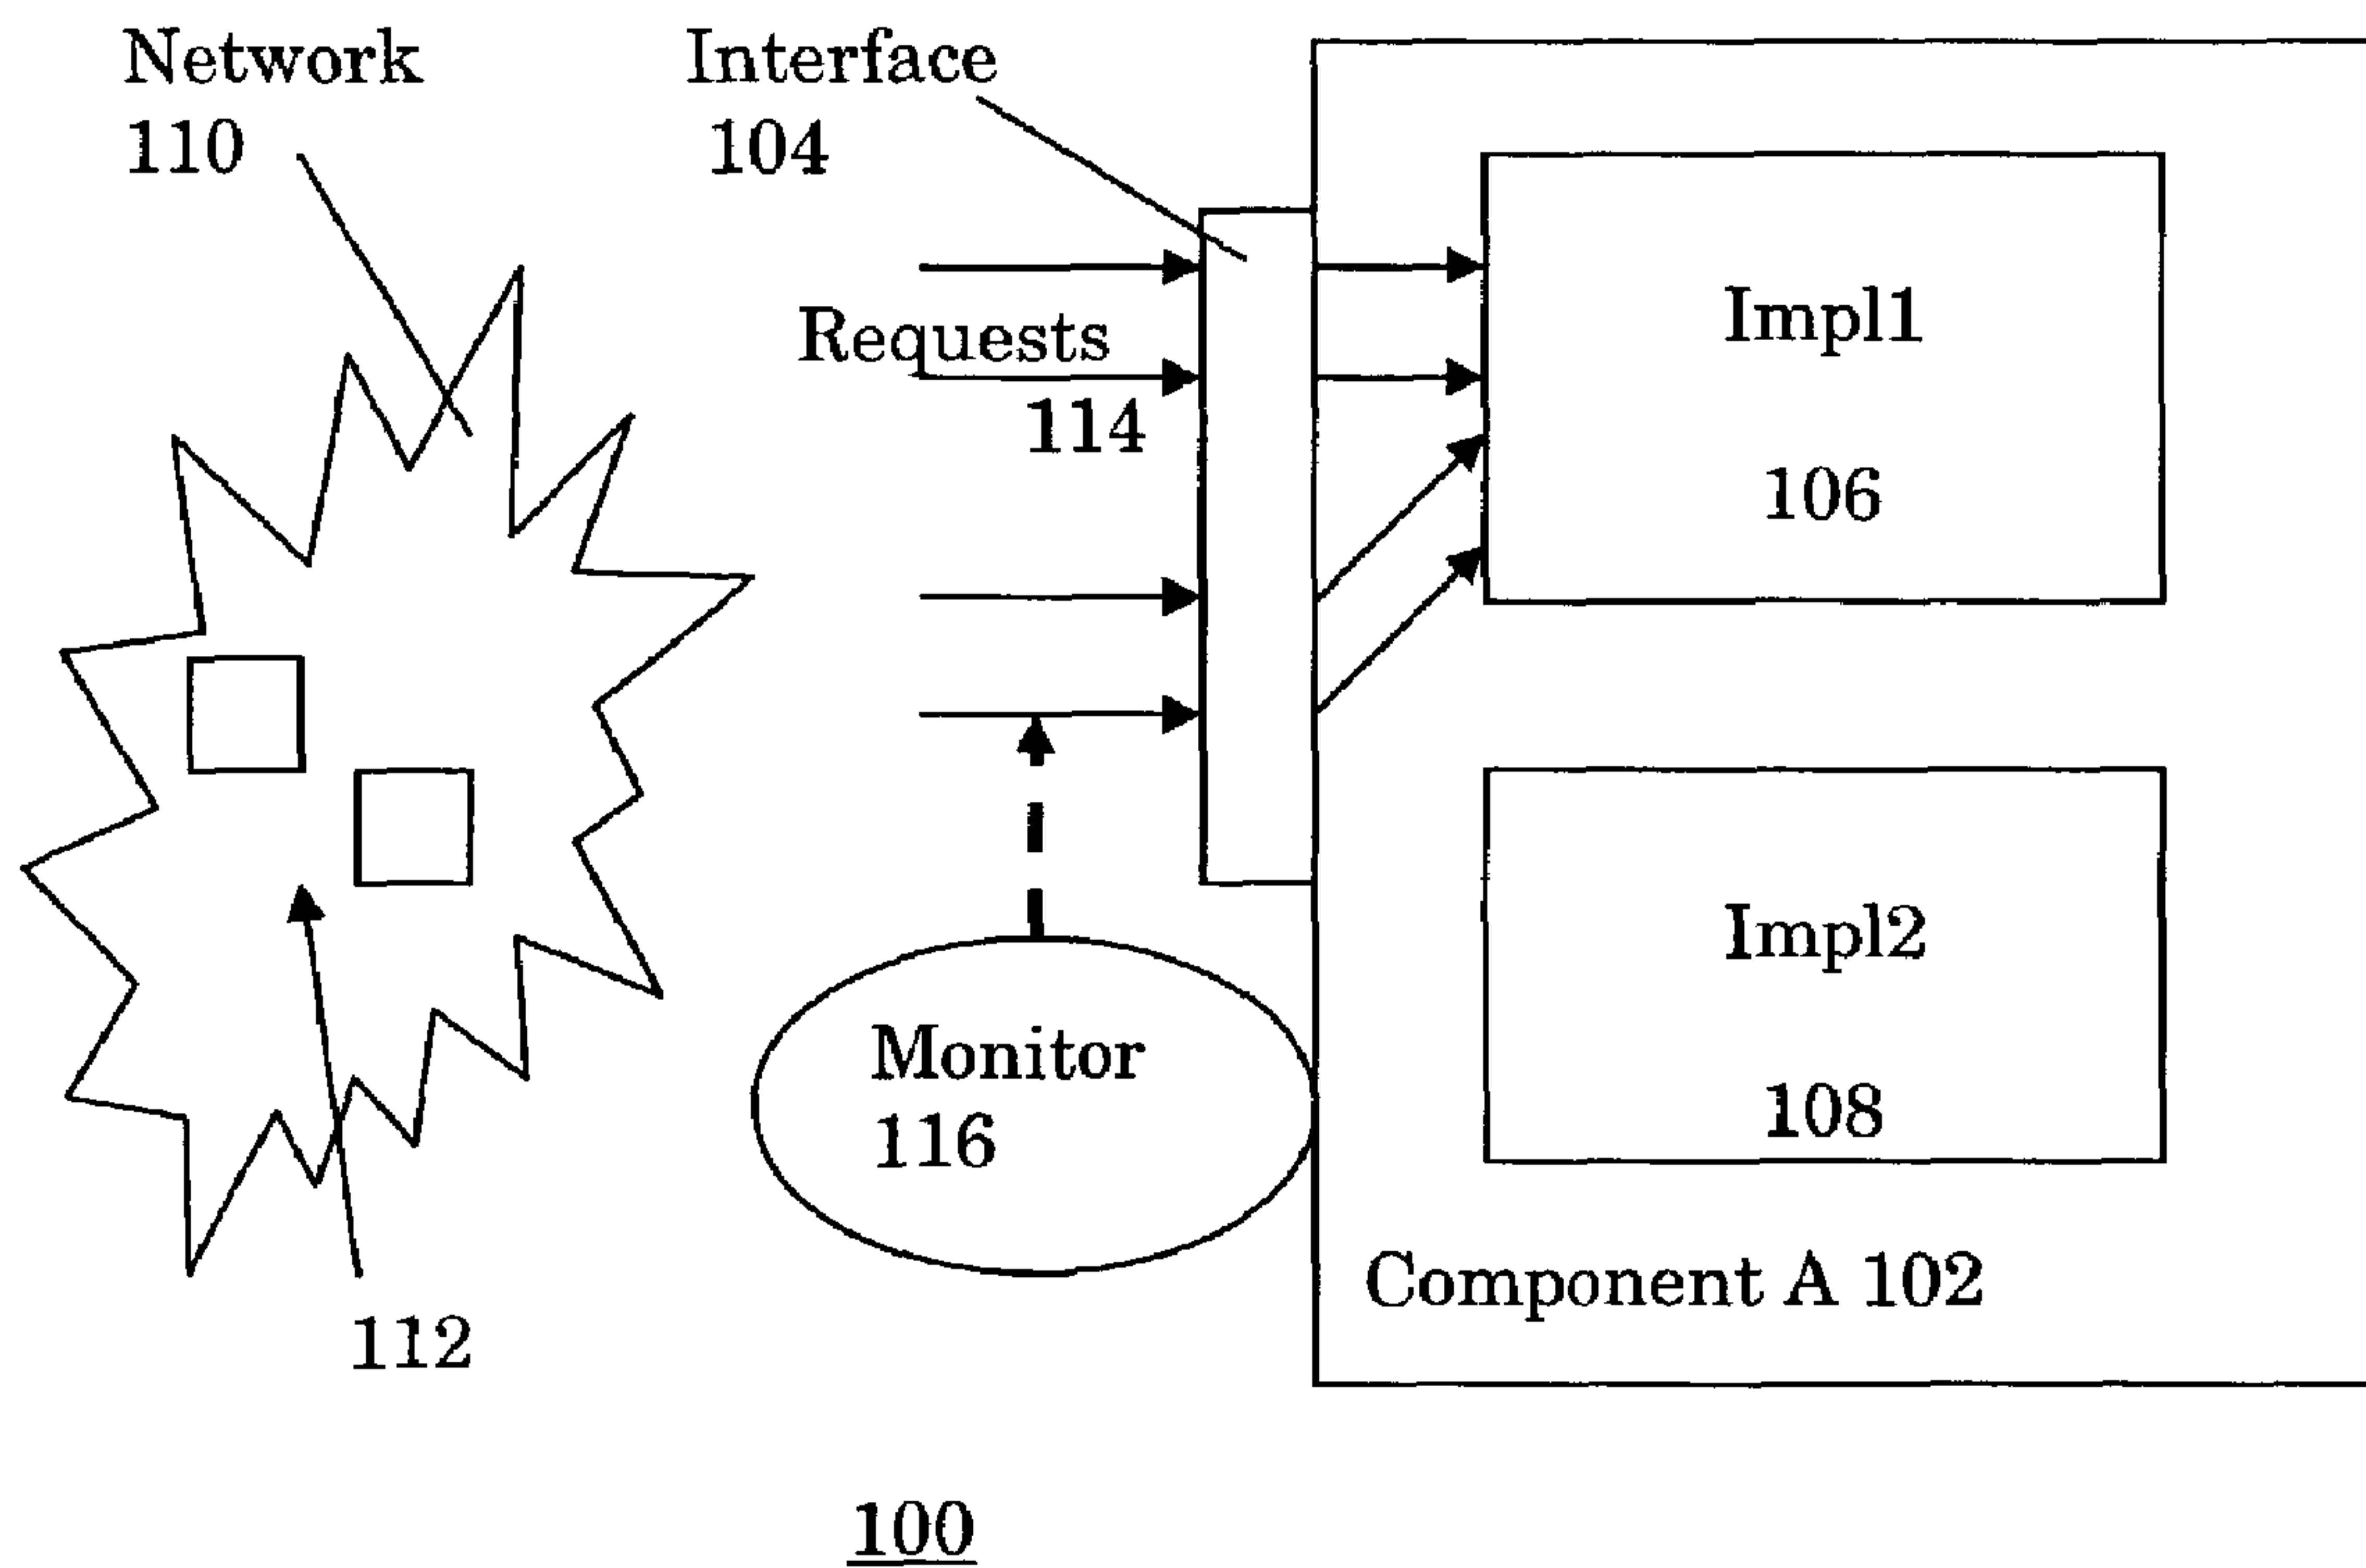 Network
110
Interface
104
Requests
114
Impl1
106
Impl2
108
Monitor
116
Component A 102
112
100